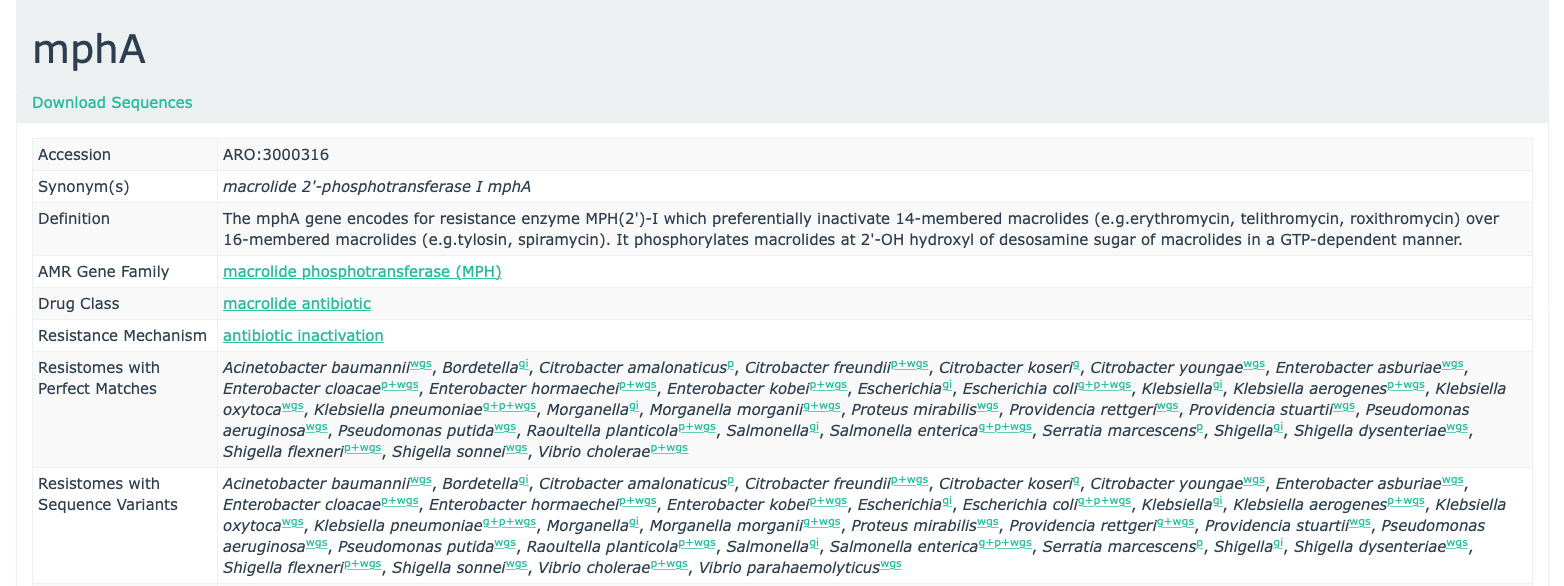 mphA
Download Sequences
Accession ARO:3000316
Synonym(s) macrolide 2'-phosphotransferase I mphA
Definition The mphA gene encodes for resistance enzyme MPH(2')-I which preferentially inactivate 14-membered macrolides (e.g.erythromycin, telithromycin, roxithromycin) over
16-membered macrolides (e.g.tylosin, spiramycin). It phosphorylates macrolides at 2'-OH hydroxyl of desosamine sugar of macrolides in a GTP-dependent manner.
AMR Gene Family macrolide phosphotransferase (MPH)
Drug Class macrolide antibiotic
Resistance Mechanism antibiotic inactivation
Resistomes with Acinetobacter baumanniiwgs, Bordetellagi, Citrobacter amalonaticusp, Citrobacter freundiip+wgs, Citrobacter koserig, Citrobacter youngaewgs, Enterobacter asburiaewgs,
Perfect Matches Enterobacter cloacaep+wgs, Enterobacter hormaecheip+wgs, Enterobacter kobeip+wgs, Escherichiagi, Escherichia colig+p+wgs, Klebsiellagi, Klebsiella aerogenesp+wgs, Klebsiella
oxytocawgs, Klebsiella pneumoniaeg+p+wgs, Morganellagi, Morganella morganiig+wgs, Proteus mirabiliswgs, Providencia rettgeriwgs, Providencia stuartiiwgs, Pseudomonas
aeruginosawgs, Pseudomonas putidawgs, Raoultella planticolap+wgs, Salmonellagi, Salmonella entericag+p+wgs, Serratia marcescensp, Shigellagi, Shigella dysenteriaewgs,
Shigella flexnerip+wgs, Shigella sonneiwgs, Vibrio choleraep+wgs
Resistomes with Acinetobacter baumanniiwgs, Bordetellagi, Citrobacter amalonaticusp, Citrobacter freundiip+wgs, Citrobacter koserig, Citrobacter youngaewgs, Enterobacter asburiaewgs,
Sequence Variants Enterobacter cloacaep+wgs, Enterobacter hormaecheip+wgs, Enterobacter kobeip+wgs, Escherichiagi, Escherichia colig+p+wgs, Klebsiellagi, Klebsiella aerogenesp+wgs, Klebsiella
oxytocawgs, Klebsiella pneumoniaeg+p+wgs, Morganellagi, Morganella morganiig+wgs, Proteus mirabiliswgs, Providencia rettgerig+wgs, Providencia stuartiiwgs, Pseudomonas
aeruginosawgs, Pseudomonas putidawgs, Raoultella planticolap+wgs, Salmonellagi, Salmonella entericag+p+wgs, Serratia marcescensp, Shigellagi, Shigella dysenteriaewgs,
Shigella flexnerip+wgs, Shigella sonneiwgs, Vibrio choleraep+wgs, Vibrio parahaemolyticuswgs